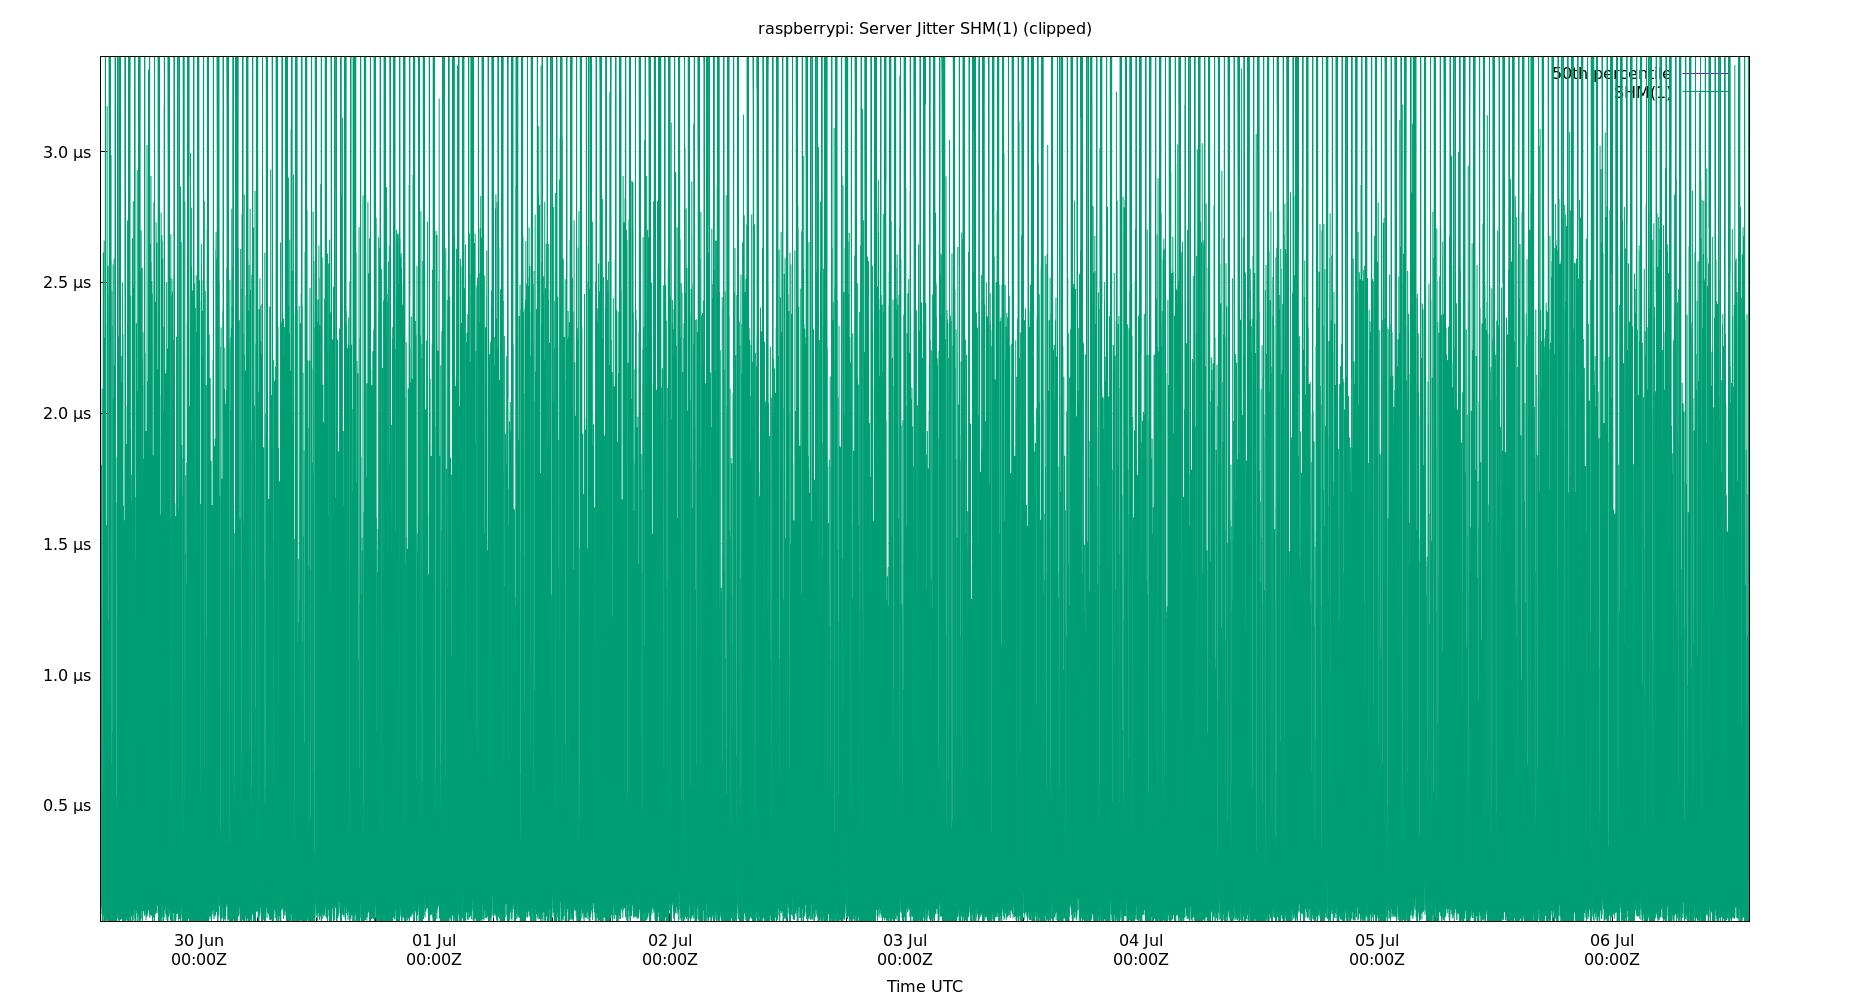 raspberrypi: Server Jitter SHM(1) (clipped)
50th percentile
SHM(1)
3.0 µs
2.5 µs
2.0 µs
1.5 µs
1.0 µs
0.5 µs
30 Jun 01 Jul 02 Jul 03 Jul 04 Jul 05 Jul 06 Jul
00:00Z 00:00Z 00:00Z 00:00Z 00:00Z 00:00Z 00:00Z
Time UTC